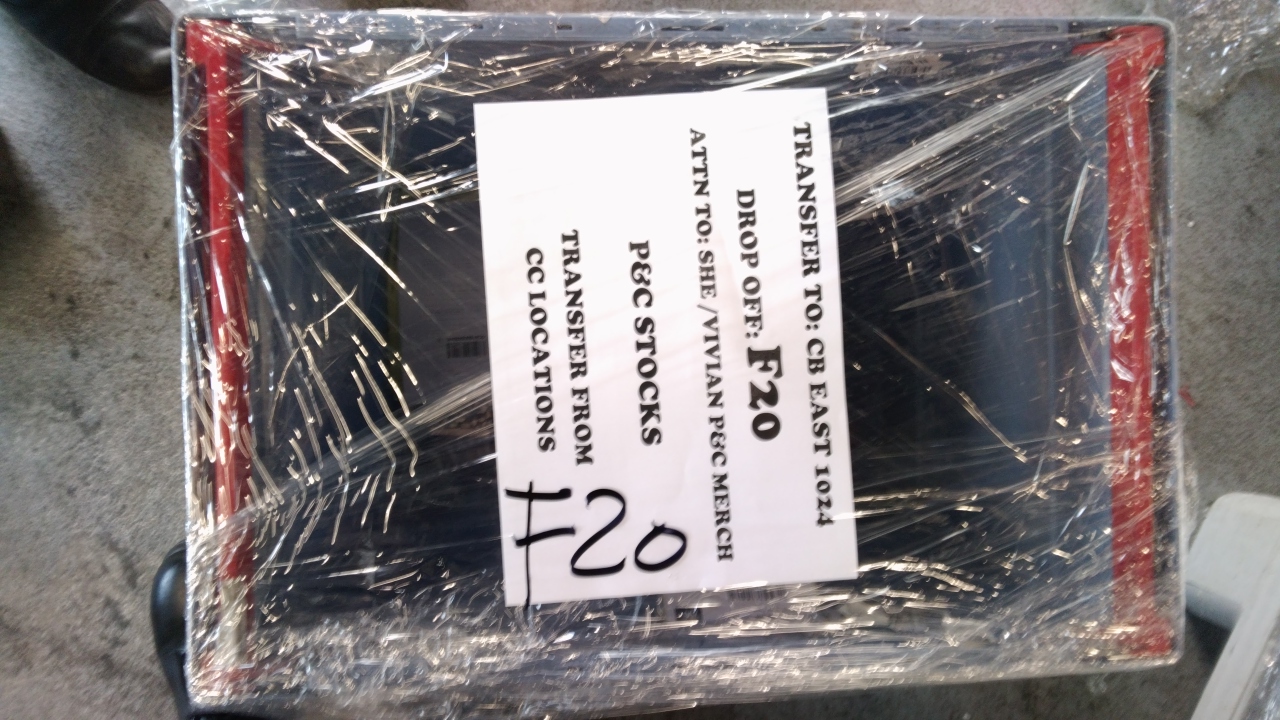 TRANSFER TO: CB EAST 1024
DROP OFF: F20
ATTN TO: SHE /VIVIAN P&C MERCH
P&C STOCKS
TRANSFER FROM
CC LOCATIONS
F20